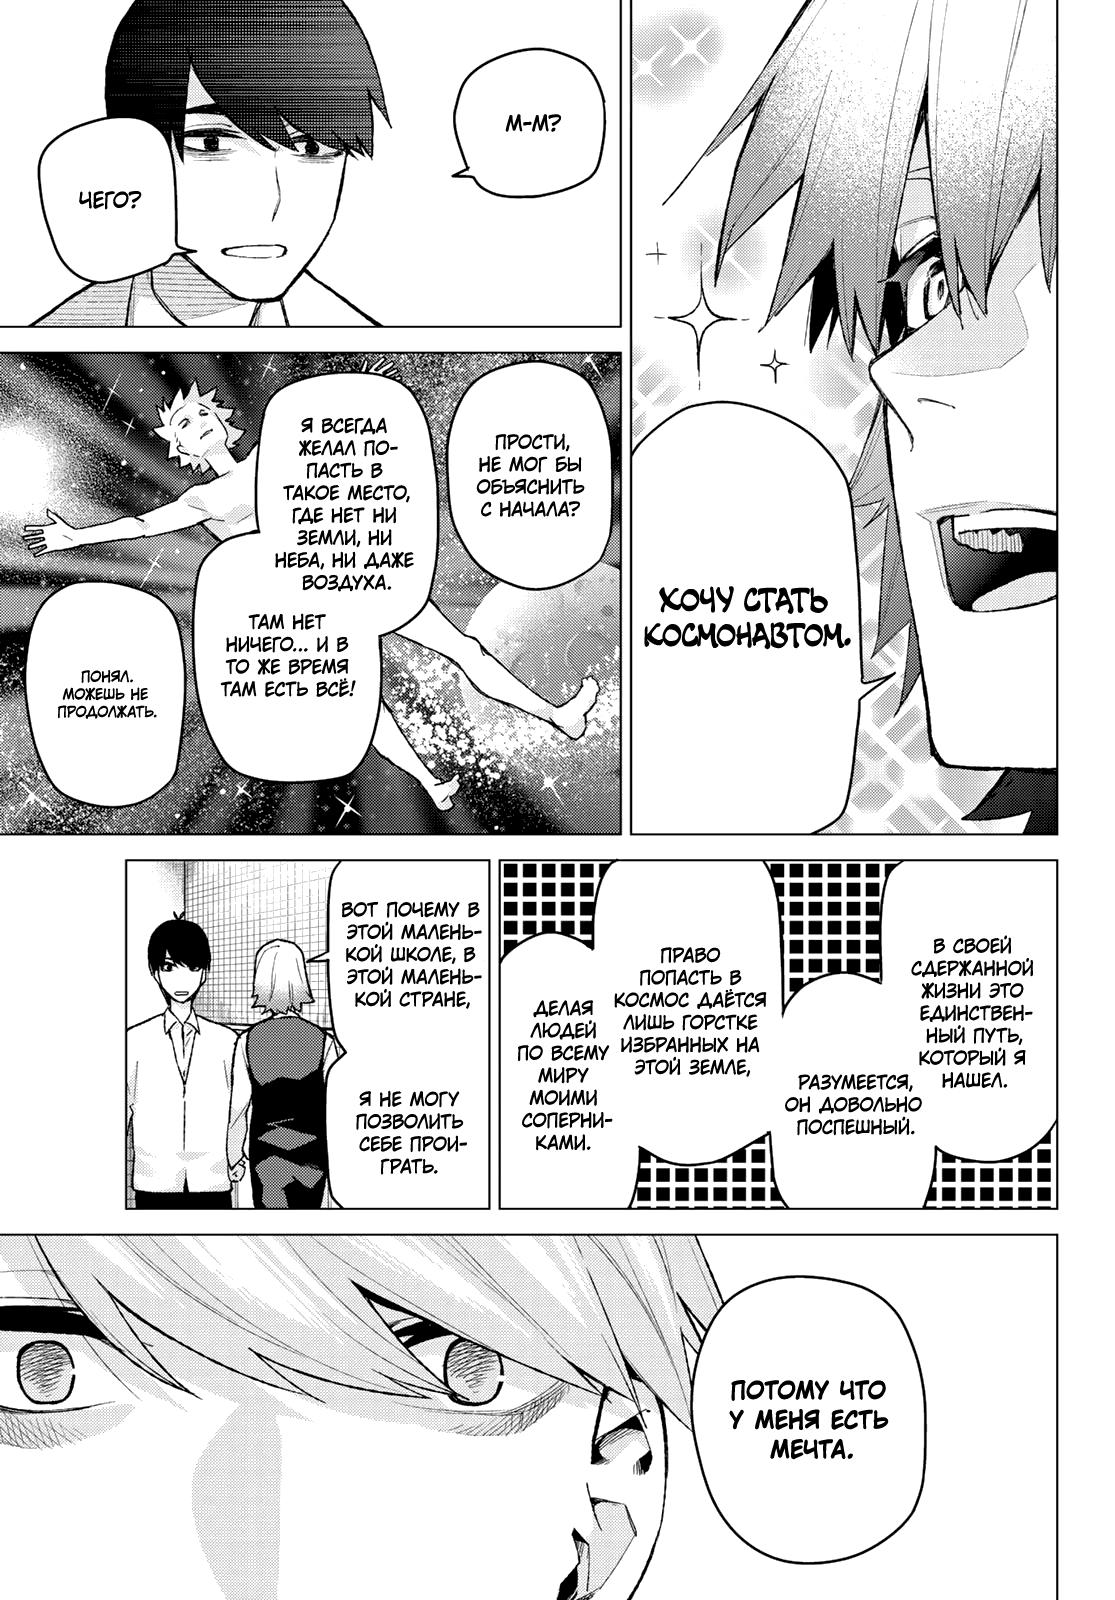 ХОЧУ СТАТЬ
КОСМОНАВТОМ.
М-М?
ЧЕГО?
ПРОСТИ,
НЕ МОГ БЫ
ОБЪЯСНИТЬ
С НАЧАЛА?
Я ВСЕГДА
ЖЕЛАЛ ПО-
ПАСТЬ В
ТАКОЕ МЕСТО,
ГДЕ НЕТ НИ
ЗЕМЛИ, НИ
НЕБА, НИ ДАЖЕ
ВОЗДУХА.
ТАМ НЕТ
НИЧЕГО... И В
ТО ЖЕ ВРЕМЯ
ТАМ ЕСТЬ ВСЁ!
ПОНЯЛ.
МОЖЕШЬ НЕ
ПРОДОЛЖАТЬ.
В СВОЕЙ
СДЕРЖАННОЙ
ЖИЗНИ ЭТО
ЕДИНСТВЕН-
НЫЙ ПУТЬ,
КОТОРЫЙ Я
НАШЕЛ.
РАЗУМЕЕТСЯ,
ОН ДОВОЛЬНО
ПОСПЕШНЫЙ.
ПРАВО
ПОПАСТЬ В
КОСМОС ДАЁТСЯ
ЛИШЬ ГОРСТКЕ
ИЗБРАННЫХ НА
ЭТОЙ ЗЕМЛЕ,
ДЕЛАЯ
ЛЮДЕЙ
ПО ВСЕМУ
МИРУ
МОИМИ
СОПЕРНИ-
КАМИ.
ВОТ ПОЧЕМУ В
ЭТОЙ МАЛЕНЬ-
КОЙ ШКОЛЕ, В
ЭТОЙ МАЛЕНЬ-
КОЙ СТРАНЕ,
Я НЕ МОГУ
ПОЗВОЛИТЬ
СЕБЕ ПРОИ-
ГРАТЬ.
ПОТОМУ ЧТО
У МЕНЯ ЕСТЬ
МЕЧТА.